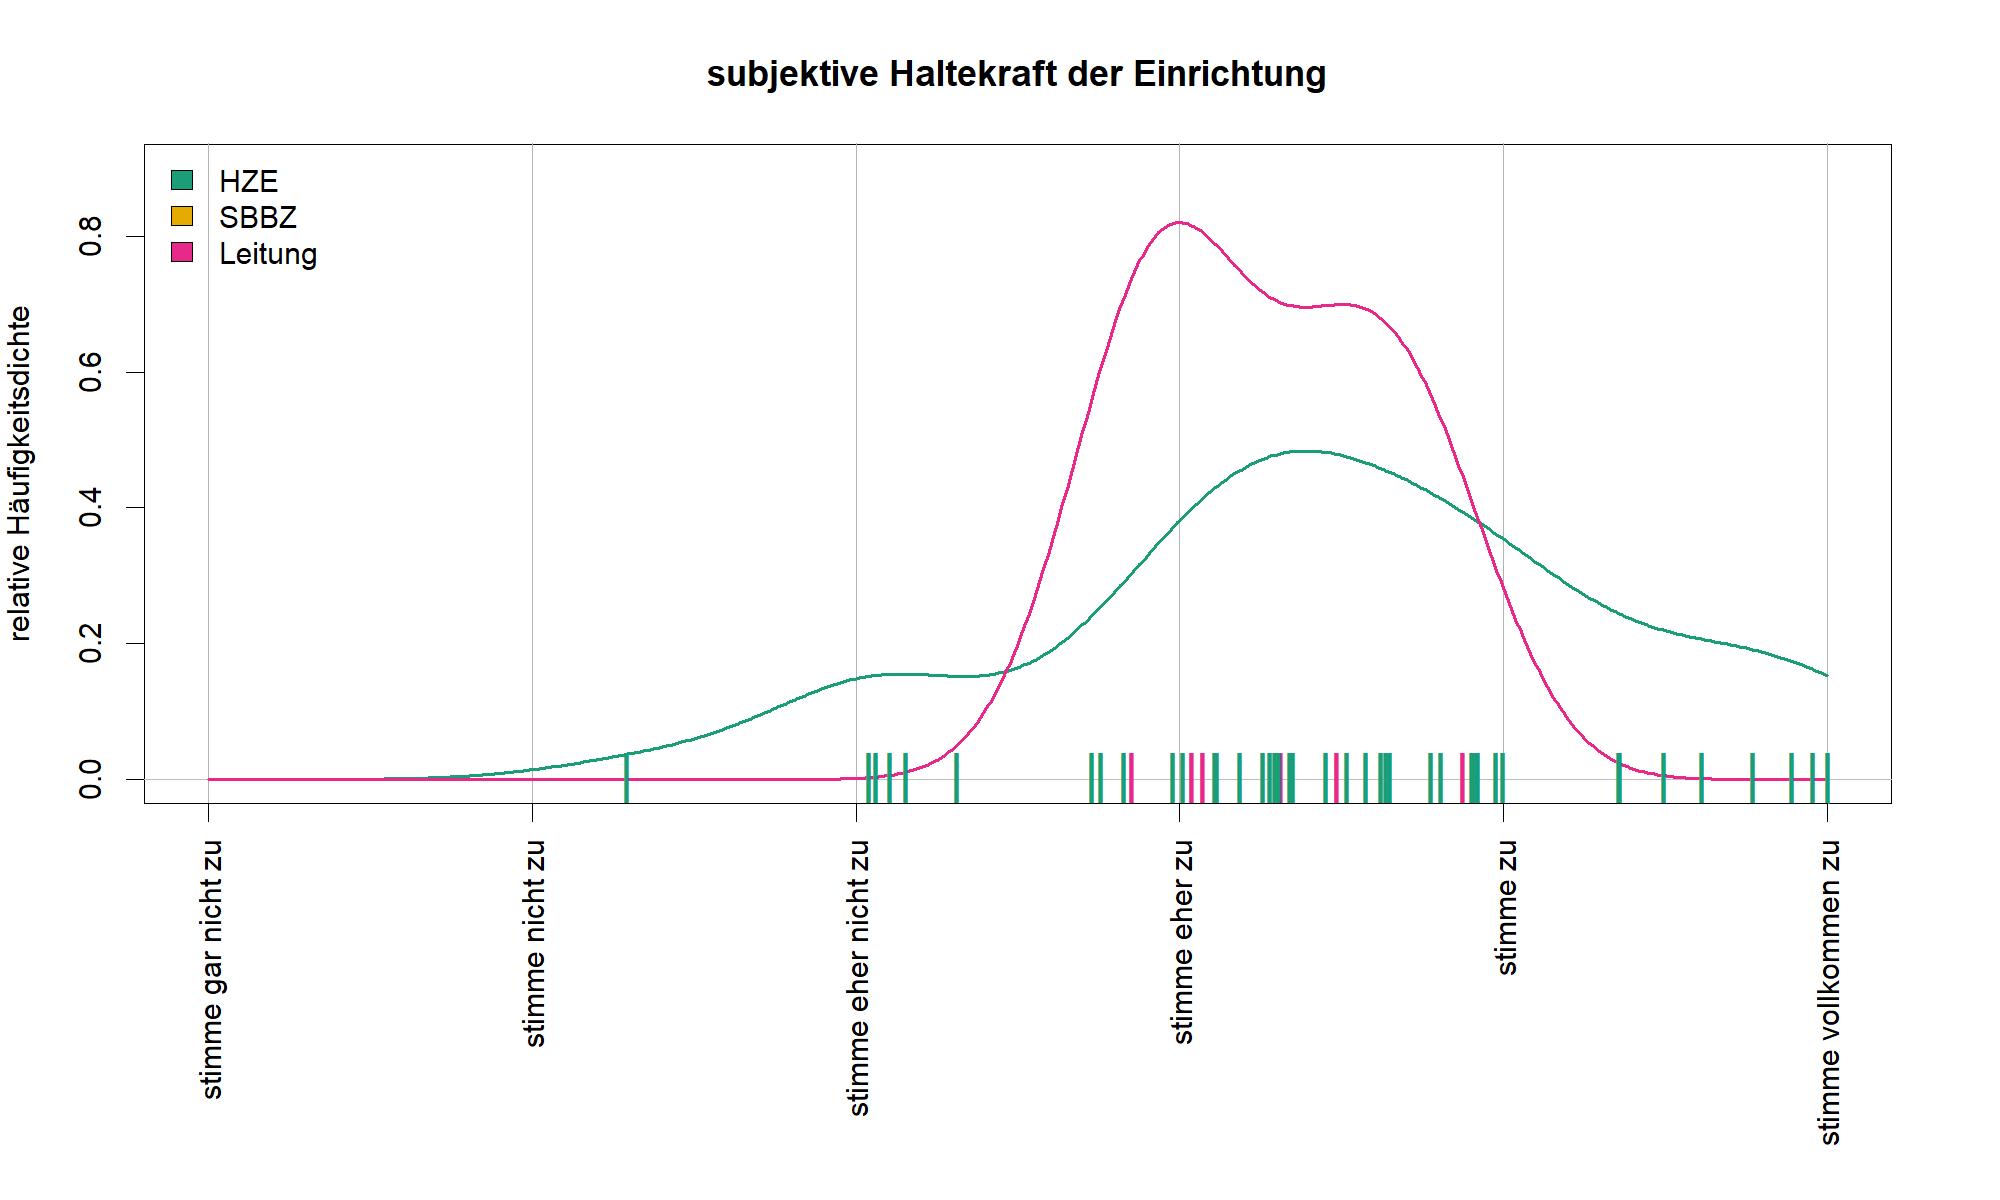 subjektive Haltekraft der Einrichtung
HZE
SBBZ
Leitung
relative Häufigkeitsdichte
0.8
0.6
0.4
0.2
0.0
stimme gar nicht zu
stimme nicht zu
stimme eher nicht zu
stimme eher zu
stimme zu
stimme vollkommen zu